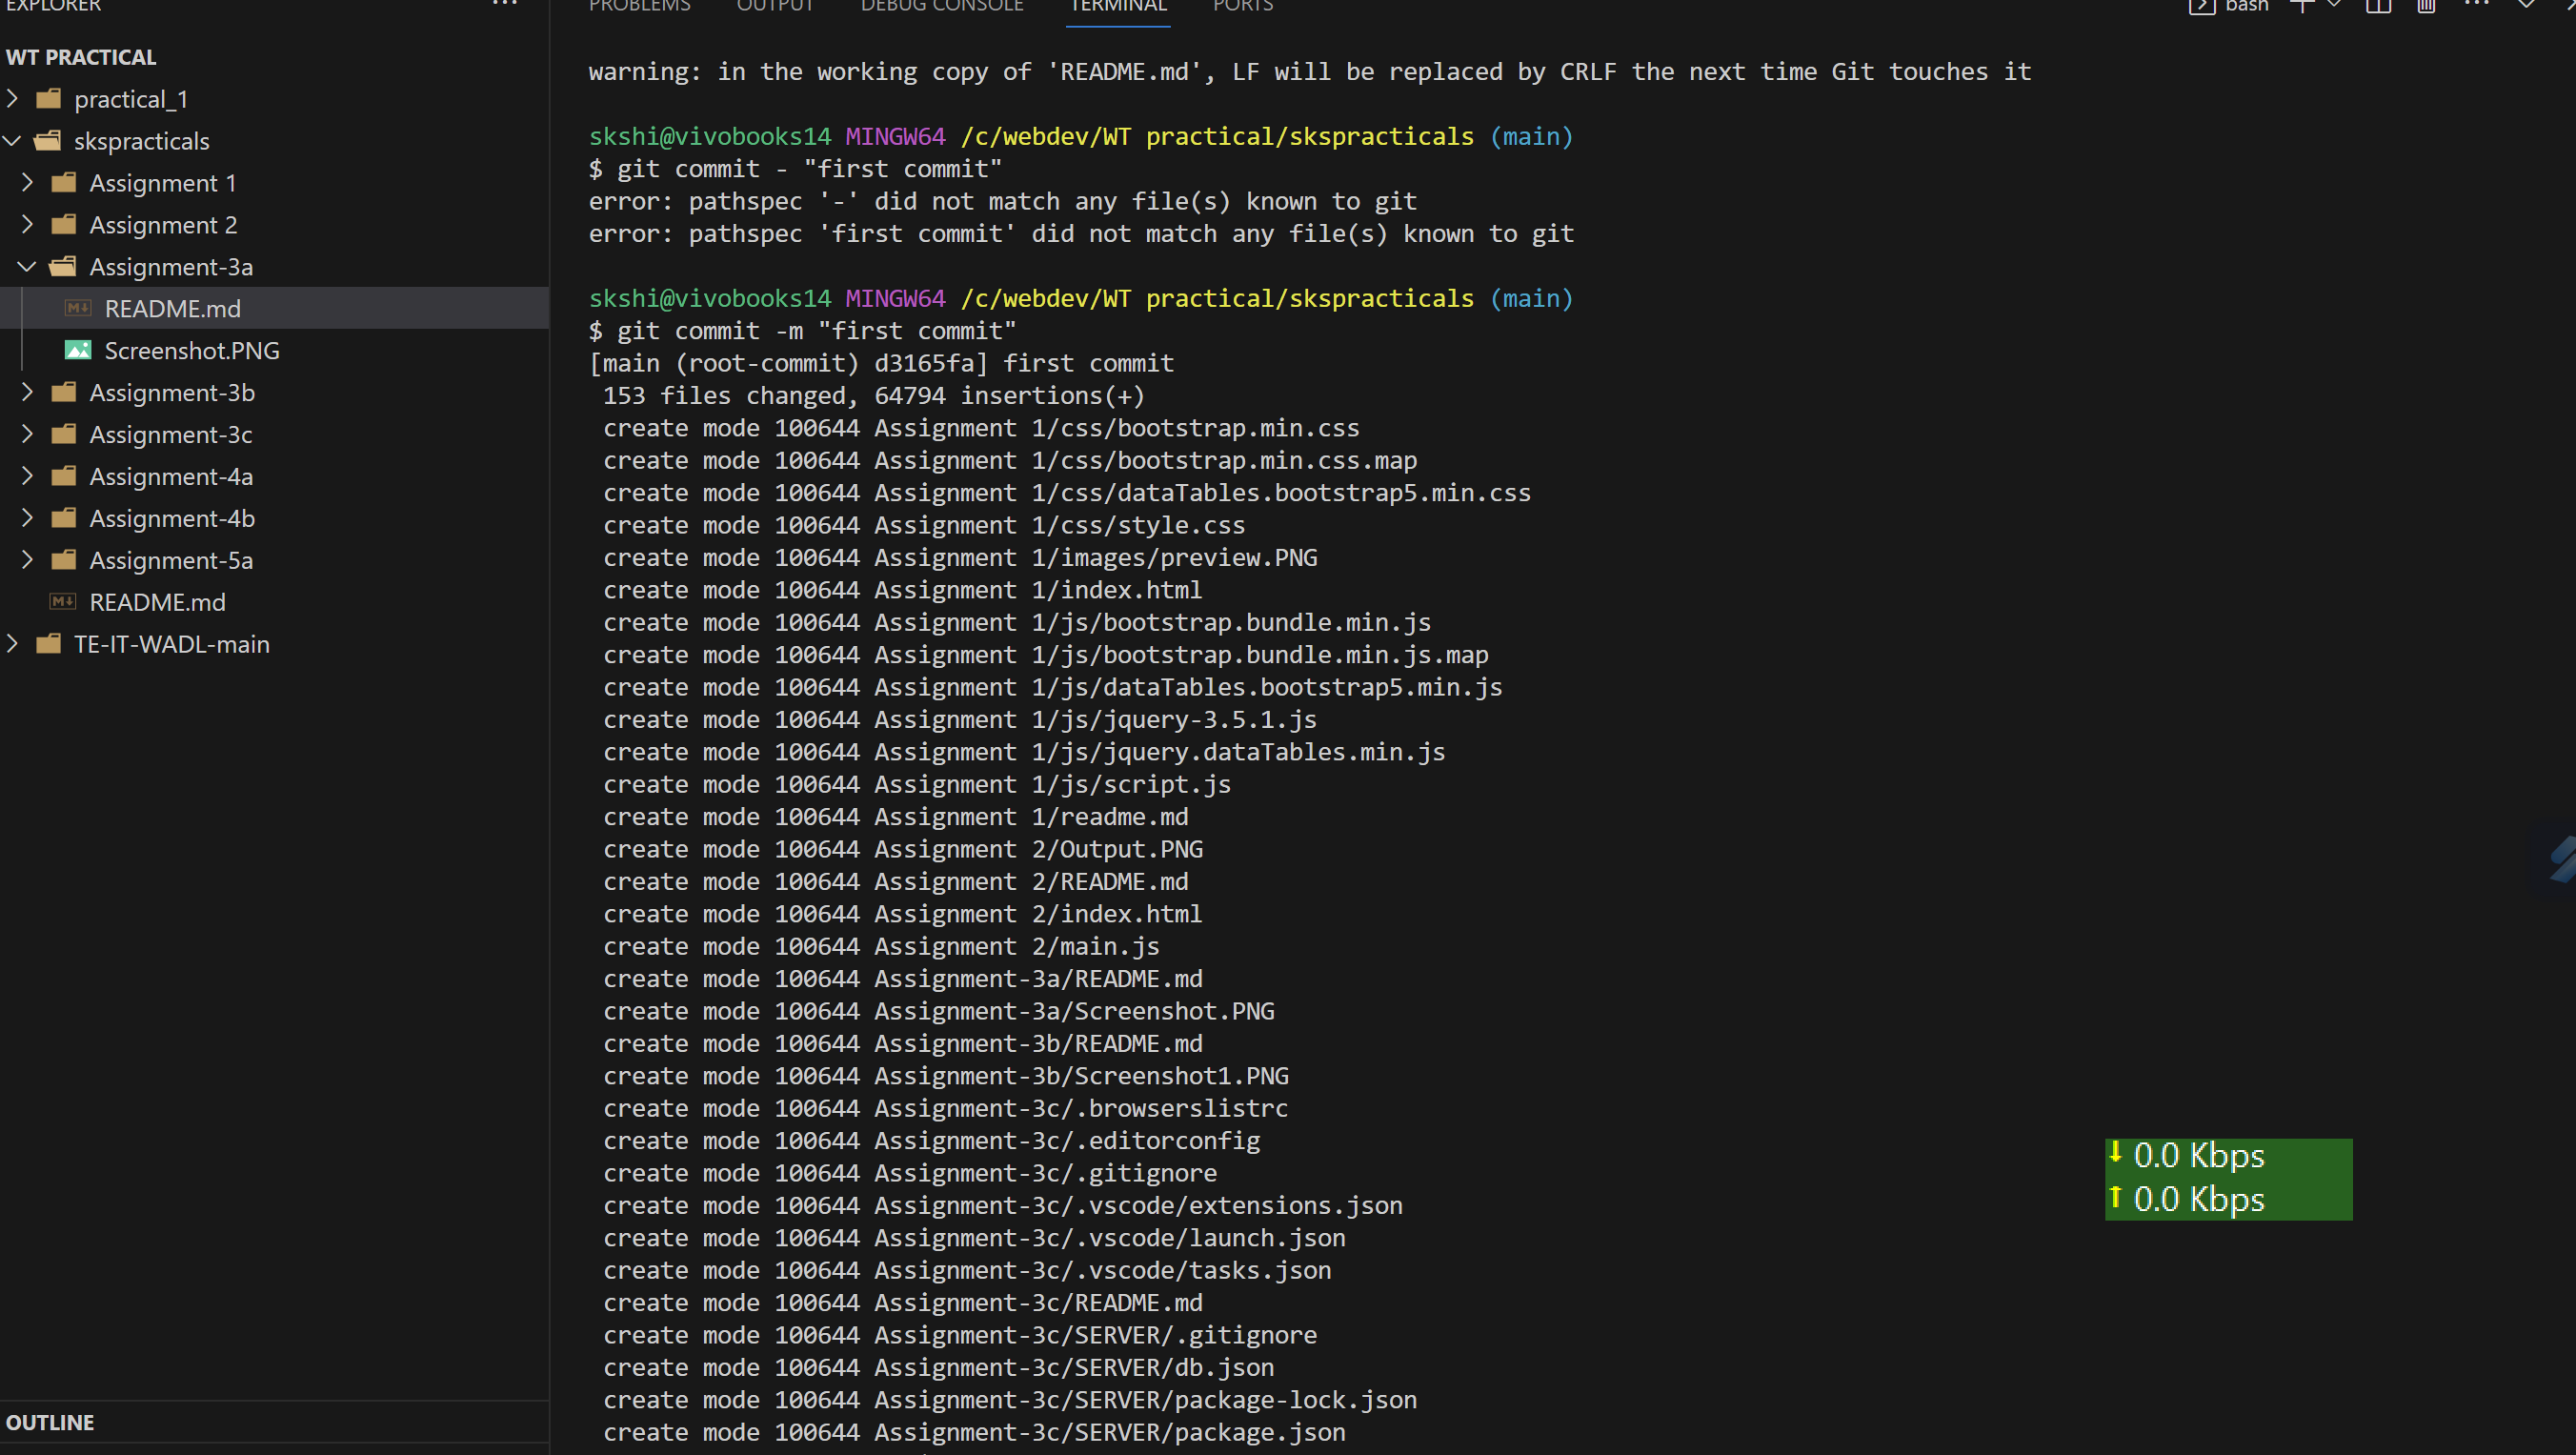 EXPLORER
···
WT PRACTICAL
practical_1
skspracticals
Assignment 1
Assignment 2
Assignment-3a
README.md
Screenshot.PNG
Assignment-3b
Assignment-3c
Assignment-4a
Assignment-4b
Assignment-5a
README.md
TE-IT-WADL-main
OUTLINE
PROBLEMS OUTPUT DEBUG CONSOLE TERMINAL PORTS
bash
warning: in the working copy of 'README.md', LF will be replaced by CRLF the next time Git touches it
skshi@vivobooks14 MINGW64 /c/webdev/WT practical/skspracticals (main)
$ git commit - "first commit"
error: pathspec '-' did not match any file(s) known to git
error: pathspec 'first commit' did not match any file(s) known to git
skshi@vivobooks14 MINGW64 /c/webdev/WT practical/skspracticals (main)
$ git commit -m "first commit"
[main (root-commit) d3165fa] first commit
153 files changed, 64794 insertions(+)
create mode 100644 Assignment 1/css/bootstrap.min.css
create mode 100644 Assignment 1/css/bootstrap.min.css.map
create mode 100644 Assignment 1/css/dataTables.bootstrap5.min.css
create mode 100644 Assignment 1/css/style.css
create mode 100644 Assignment 1/images/preview.PNG
create mode 100644 Assignment 1/index.html
create mode 100644 Assignment 1/js/bootstrap.bundle.min.js
create mode 100644 Assignment 1/js/bootstrap.bundle.min.js.map
create mode 100644 Assignment 1/js/dataTables.bootstrap5.min.js
create mode 100644 Assignment 1/js/jquery-3.5.1.js
create mode 100644 Assignment 1/js/jquery.dataTables.min.js
create mode 100644 Assignment 1/js/script.js
create mode 100644 Assignment 1/readme.md
create mode 100644 Assignment 2/Output.PNG
create mode 100644 Assignment 2/README.md
create mode 100644 Assignment 2/index.html
create mode 100644 Assignment 2/main.js
create mode 100644 Assignment-3a/README.md
create mode 100644 Assignment-3a/Screenshot.PNG
create mode 100644 Assignment-3b/README.md
create mode 100644 Assignment-3b/Screenshot1.PNG
create mode 100644 Assignment-3c/.browserslistrc
create mode 100644 Assignment-3c/.editorconfig
create mode 100644 Assignment-3c/.gitignore
create mode 100644 Assignment-3c/.vscode/extensions.json
create mode 100644 Assignment-3c/.vscode/launch.json
create mode 100644 Assignment-3c/.vscode/tasks.json
create mode 100644 Assignment-3c/README.md
create mode 100644 Assignment-3c/SERVER/.gitignore
create mode 100644 Assignment-3c/SERVER/db.json
create mode 100644 Assignment-3c/SERVER/package-lock.json
create mode 100644 Assignment-3c/SERVER/package.json
↓ 0.0 Kbps
↑ 0.0 Kbps